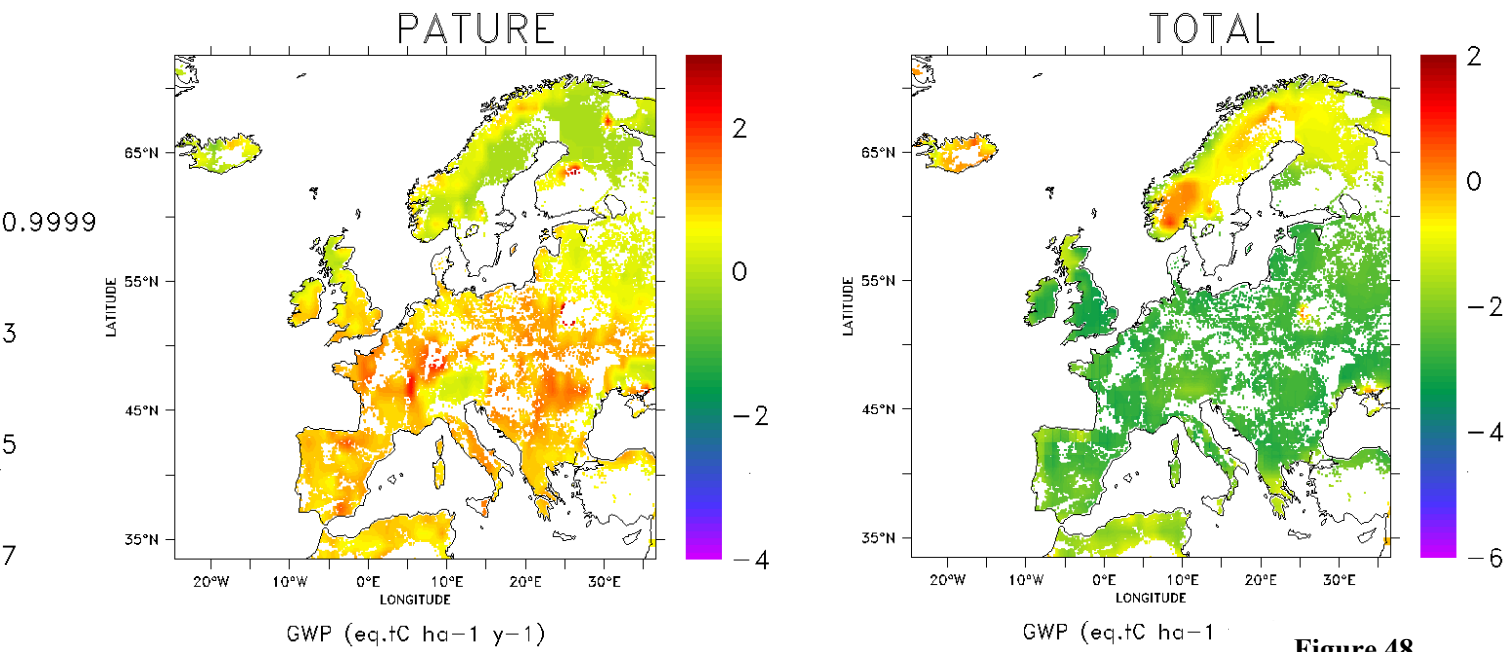 PATURE
TOTAL
0.9999
3
5
7
LATITUDE
65°N
55°N
45°N
35°N
20°W 10°W 0°E 10°E 20°E 30°E
LONGITUDE
GWP (eq.tC ha-1 y-1)
2
0
-2
-4
LATITUDE
65°N
55°N
45°N
35°N
20°W 10°W 0°E 10°E 20°E 30°E
LONGITUDE
GWP (eq.tC ha-1
2
0
-2
-4
-6
Figure 48